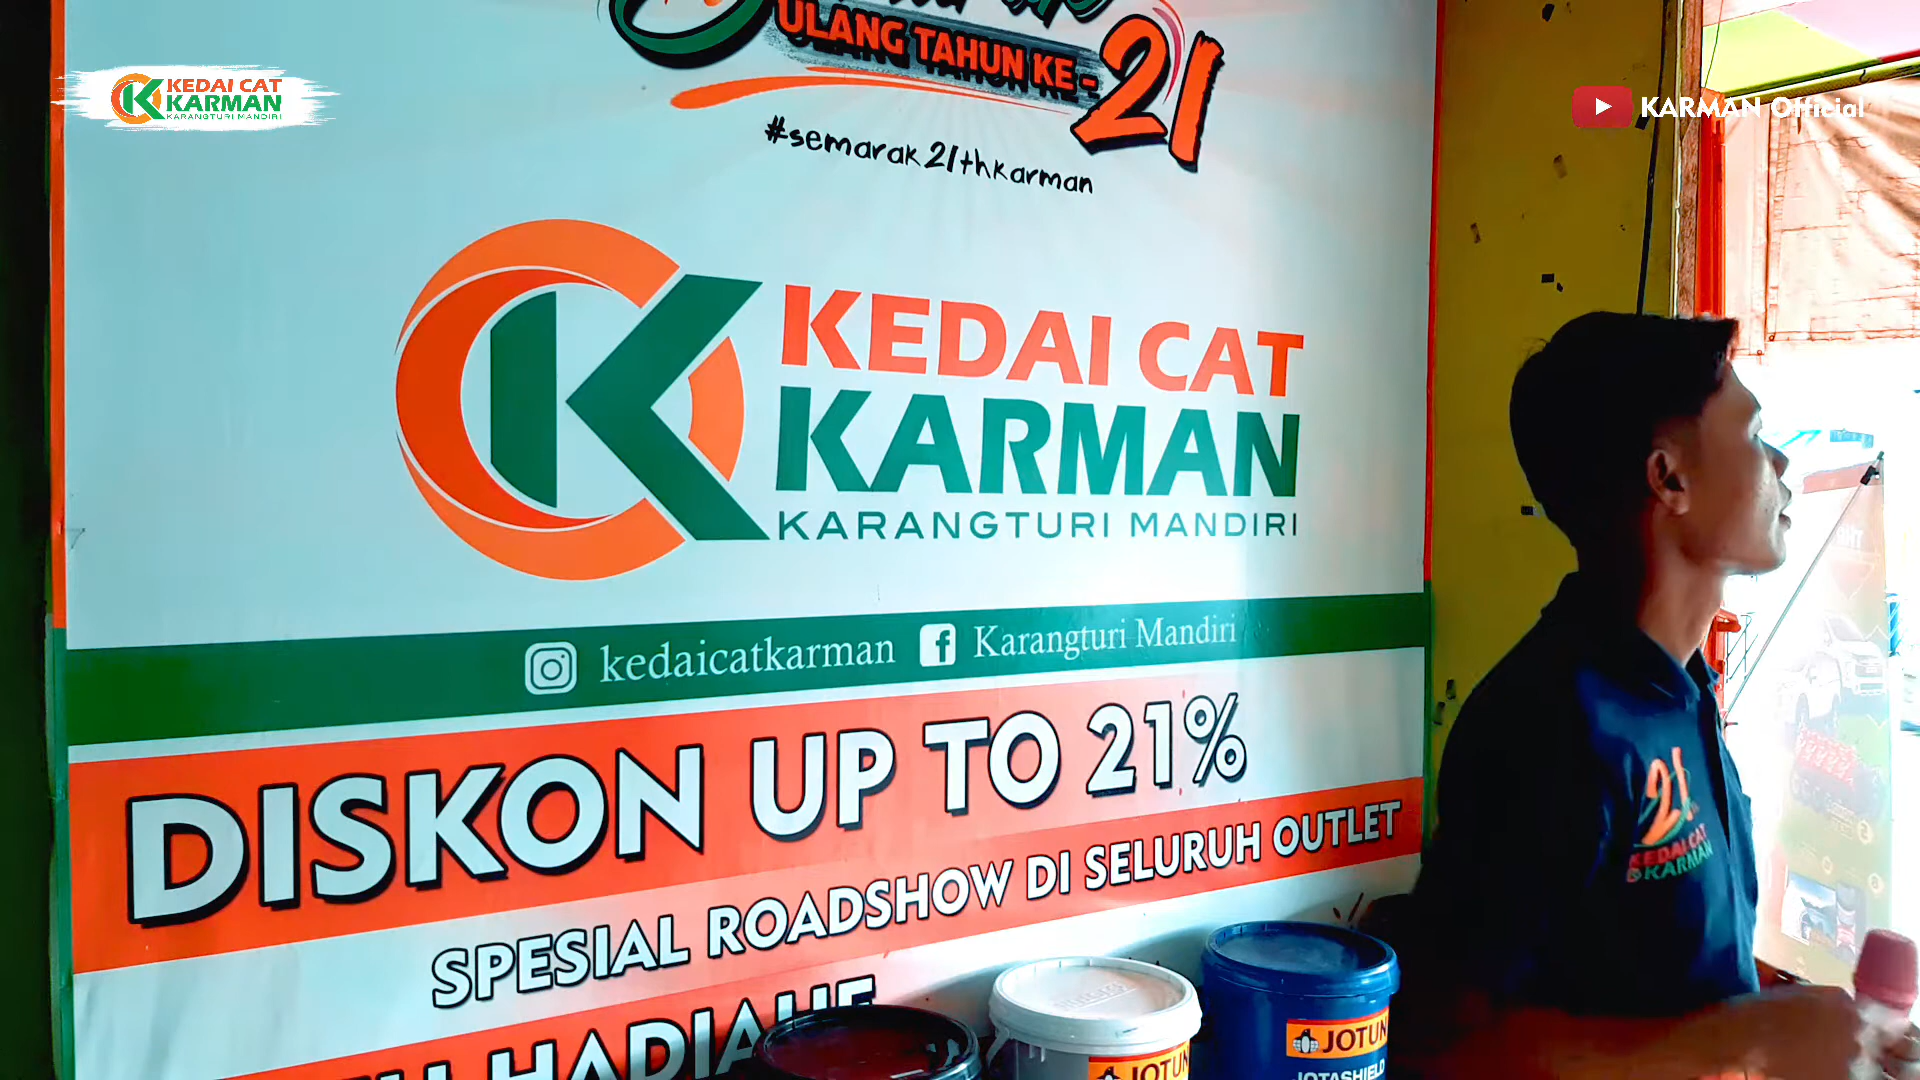 ULANG TAHUN KE - 21
#semarak21thkarman
KEDAI CAT
KARMAN
KARANGTURI MANDIRI
KARMAN Official
KEDAI CAT
KARMAN
KARANGTURI MANDIRI
kedaicatkarman
Karangturi Mandiri
DISKON UP TO 21%
SPESIAL ROADSHOW DI SELURUH OUTLET
21
KEDAI CAT
KARMAN
JOTUN
JOTUN
JOTASHIELD